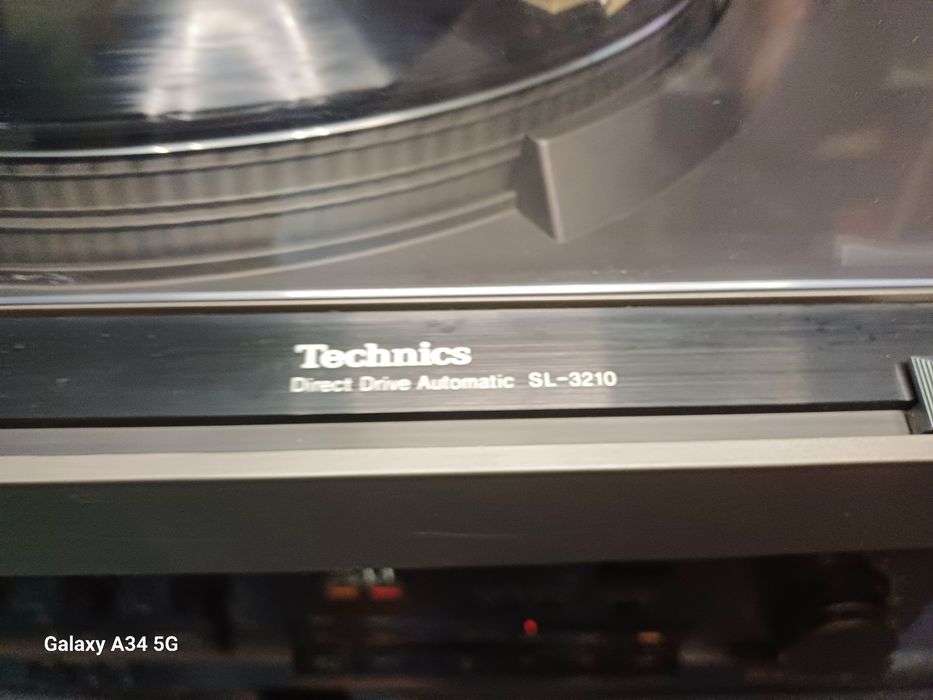 Technics
Direct Drive Automatic SL-3210
Galaxy A34 5G